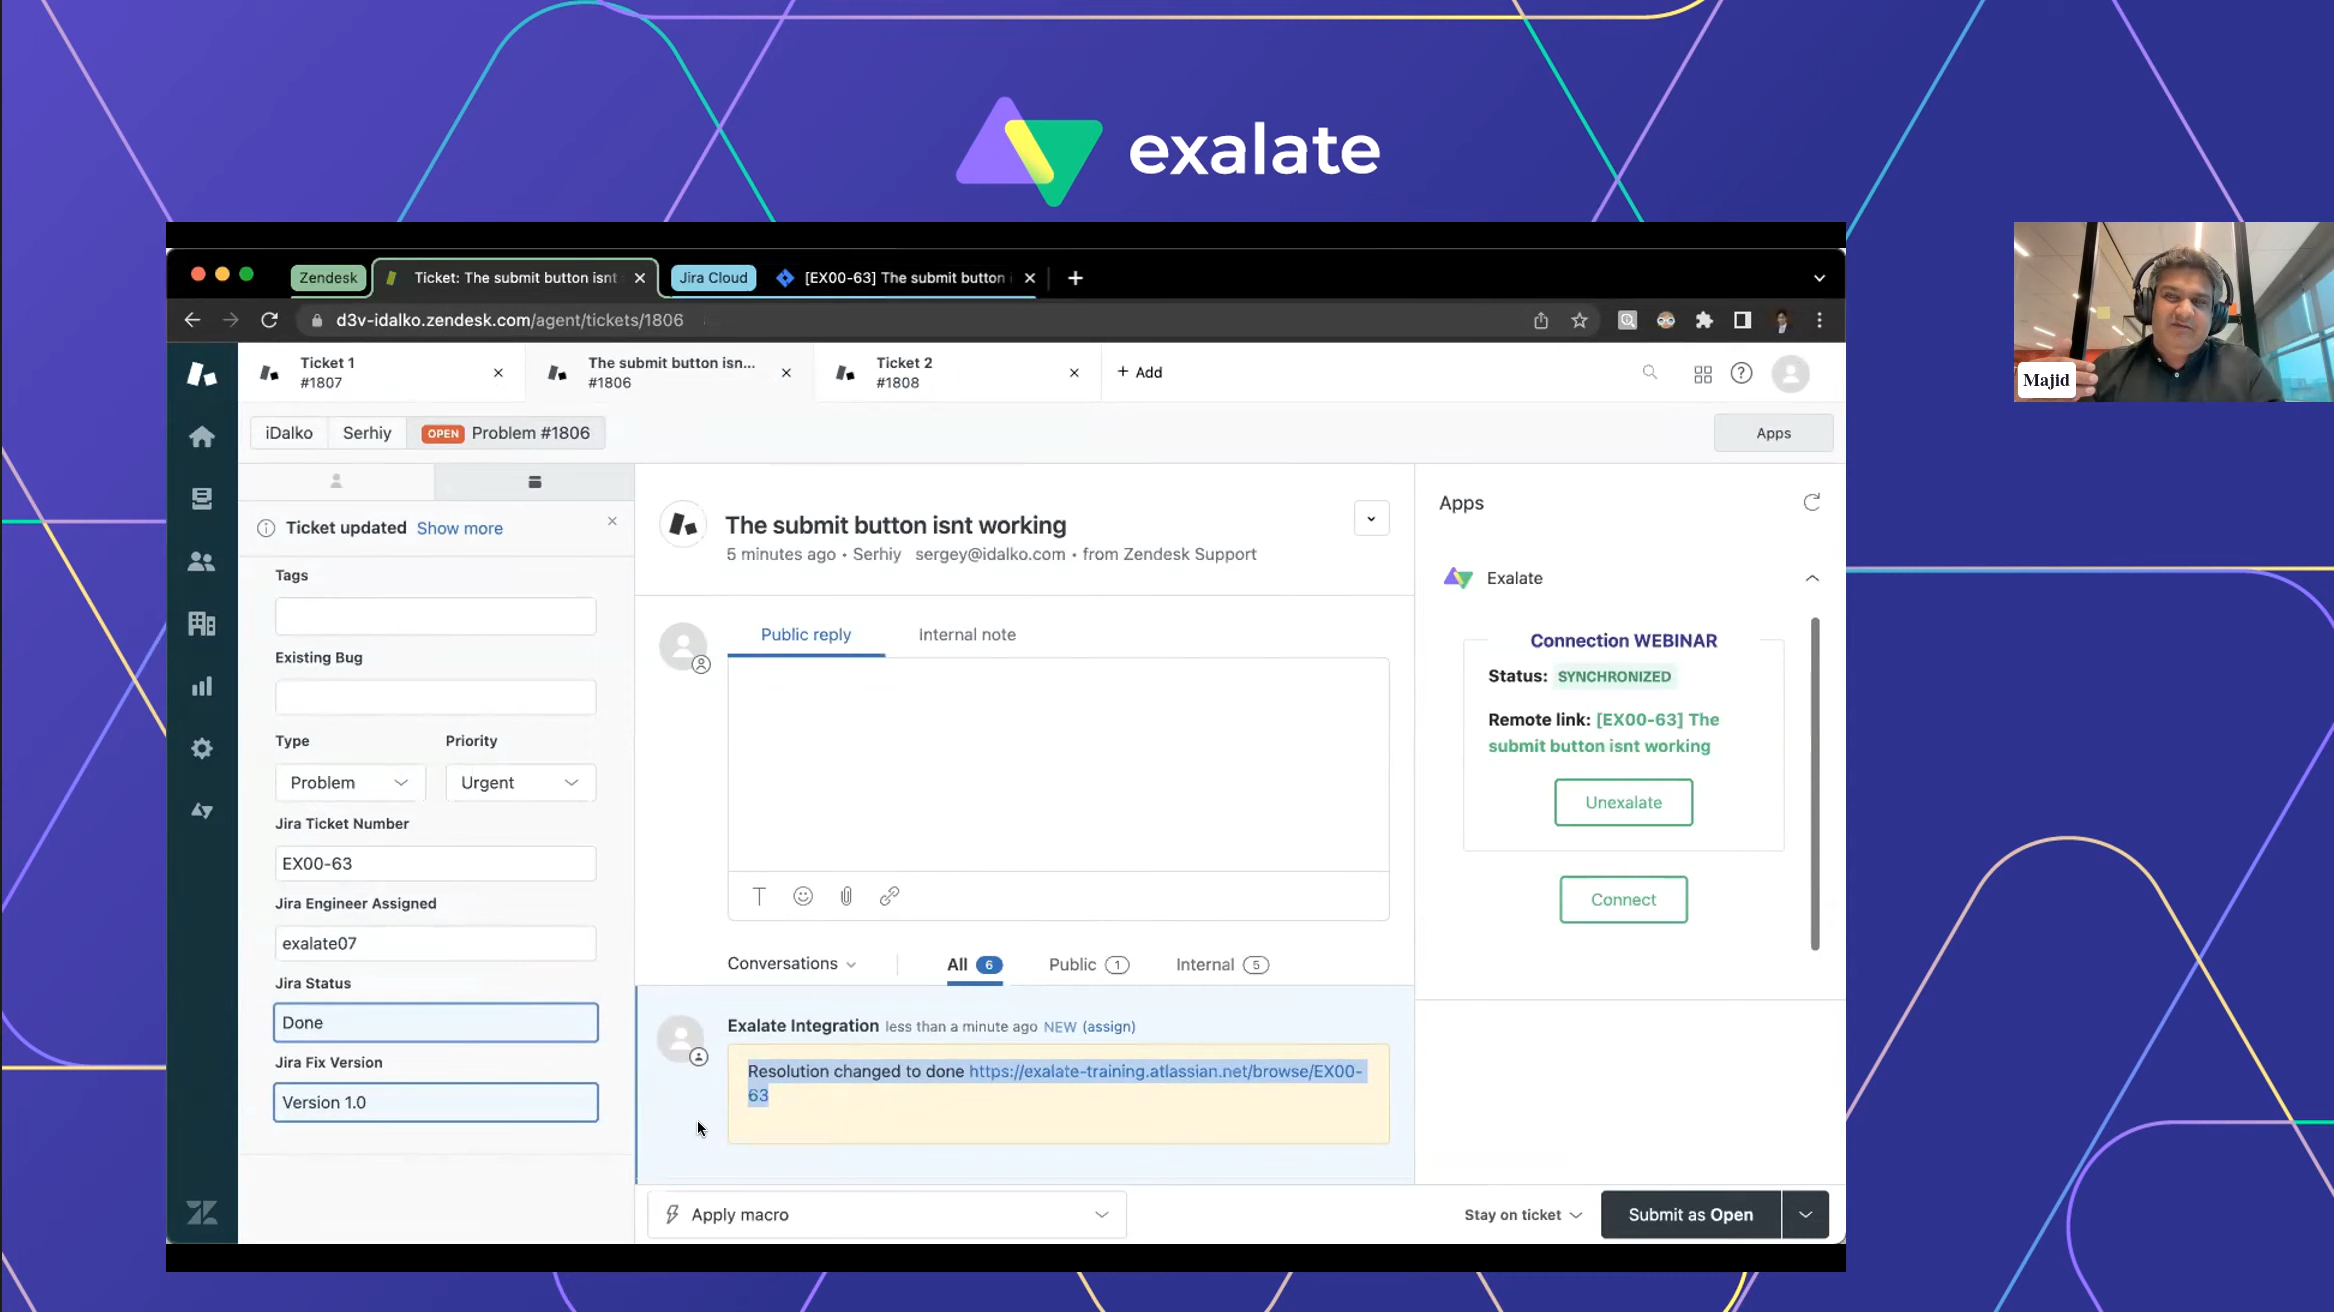 exalate
Zendesk
Ticket: The submit button isnt
Jira Cloud
[EX00-63] The submit button
d3v-idalko.zendesk.com/agent/tickets/1806
Majid
Ticket 1
#1807
The submit button isn...
#1806
Ticket 2
#1808
+ Add
iDalko
Serhiy
OPEN Problem #1806
Apps
Ticket updated Show more
Tags
Existing Bug
Type
Priority
Problem
Urgent
Jira Ticket Number
EX00-63
Jira Engineer Assigned
exalate07
Jira Status
Done
Jira Fix Version
Version 1.0
The submit button isnt working
5 minutes ago • Serhiy sergey@idalko.com • from Zendesk Support
Public reply
Internal note
Conversations
All 6
Public 1
Internal 5
Exalate Integration less than a minute ago NEW (assign)
Resolution changed to done https://exalate-training.atlassian.net/browse/EX00-
63
Apply macro
Stay on ticket
Submit as Open
Apps
Exalate
Connection WEBINAR
Status: SYNCHRONIZED
Remote link: [EX00-63] The
submit button isnt working
Unexalate
Connect